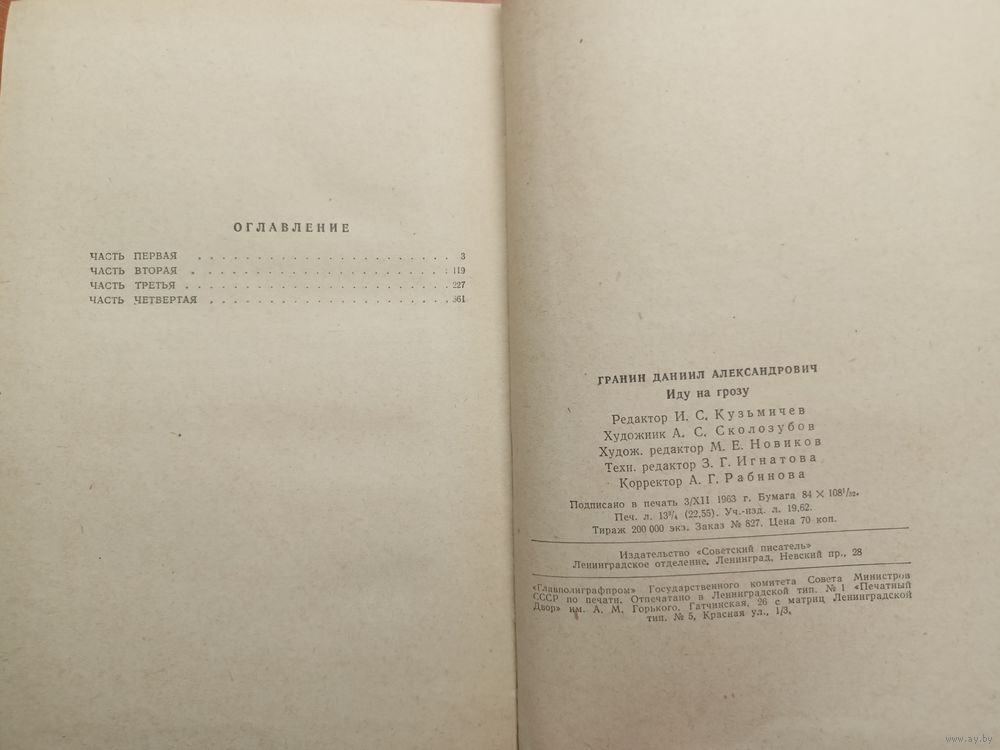 ОГЛАВЛЕНИЕ
ЧАСТЬ ПЕРВАЯ . . . . . . . . . . . . . . . . . . . . . . 3
ЧАСТЬ ВТОРАЯ . . . . . . . . . . . . . . . . . . . . . . 119
ЧАСТЬ ТРЕТЬЯ . . . . . . . . . . . . . . . . . . . . . . 227
ЧАСТЬ ЧЕТВЕРТАЯ . . . . . . . . . . . . . . . . . . . . 361
ГРАНИН ДАНИИЛ АЛЕКСАНДРОВИЧ
Иду на грозу
Редактор И. С. Кузьмичев
Художник А. С. Сколозубов
Худож. редактор М. Е. Новиков
Техн. редактор З. Г. Игнатова
Корректор А. Г. Рабинова
Подписано в печать 3/XII 1963 г. Бумага 84 × 108¹/₃₂.
Печ. л. 13³/₄ (22,55). Уч.-изд. л. 19,62.
Тираж 200 000 экз. Заказ № 827. Цена 70 коп.
Издательство «Советский писатель»
Ленинградское отделение. Ленинград, Невский пр., 28
«Главполиграфпром» Государственного комитета Совета Министров
СССР по печати. Отпечатано в Ленинградской тип. № 1 «Печатный
Двор» им. А. М. Горького. Гатчинская, 26 с матриц Ленинградской
тип. № 5, Красная ул., 1/3.
www.ay.by